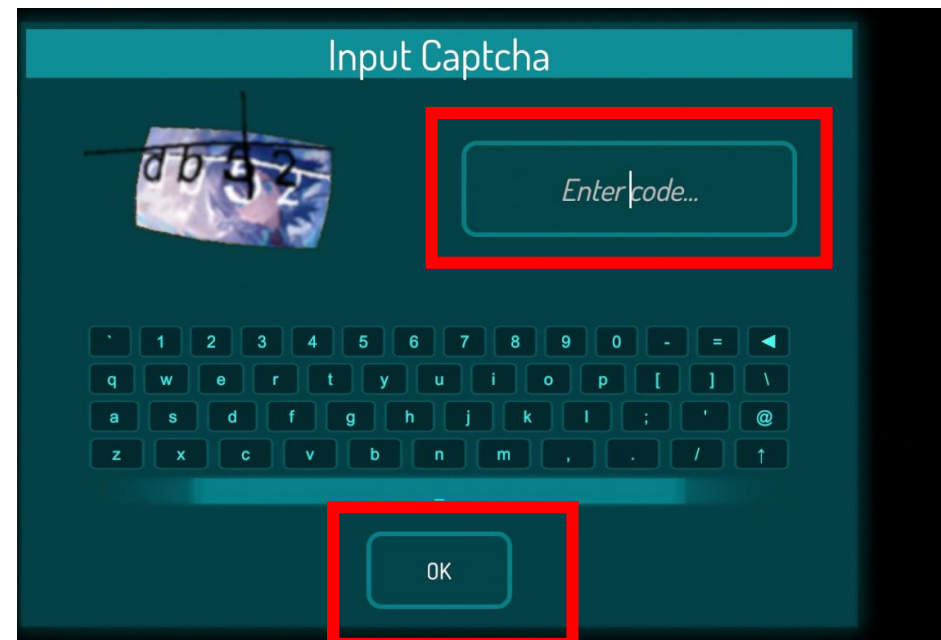 Input Captcha
Enter code...
` 1 2 3 4 5 6 7 8 9 0 - = ◄
q w e r t y u i o p [ ] \
a s d f g h j k l ; ' @
z x c v b n m , . / ↑
_
OK